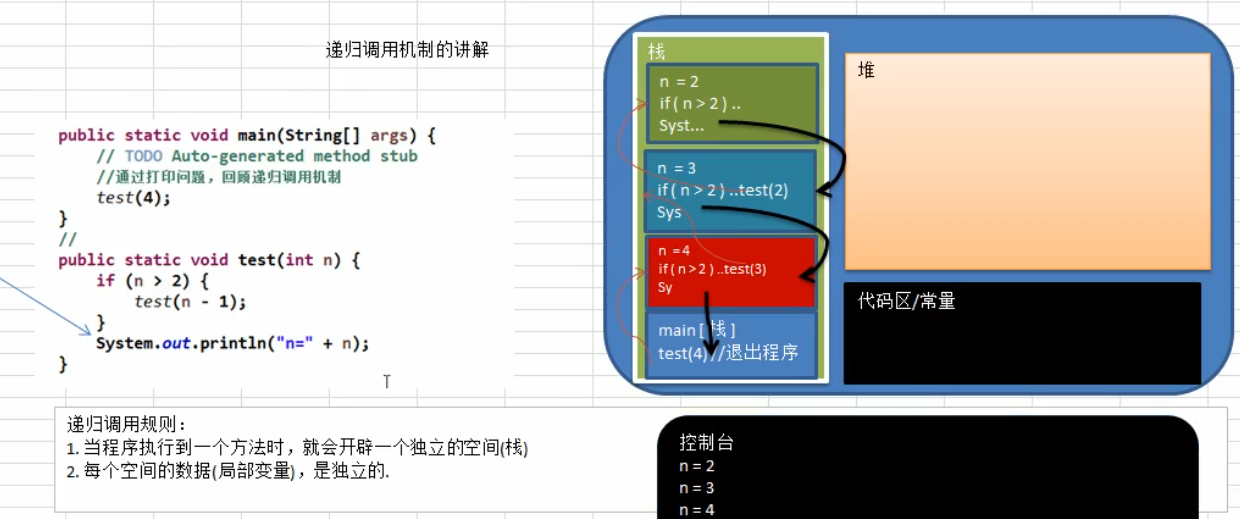 递归调用机制的讲解
public static void main(String[] args) {
// TODO Auto-generated method stub
//通过打印问题，回顾递归调用机制
test(4);
}
//
public static void test(int n) {
if (n > 2) {
test(n - 1);
}
System.out.println("n=" + n);
}
递归调用规则：
1. 当程序执行到一个方法时，就会开辟一个独立的空间(栈)
2. 每个空间的数据(局部变量)，是独立的.
栈
n = 2
if ( n > 2 ) ..
Syst...
n = 3
if ( n > 2 ) ..test(2)
Sys
n =4
if ( n > 2 ) ..test(3)
Sy
main [ 栈 ]
test(4)//退出程序
堆
代码区/常量
控制台
n = 2
n = 3
n = 4